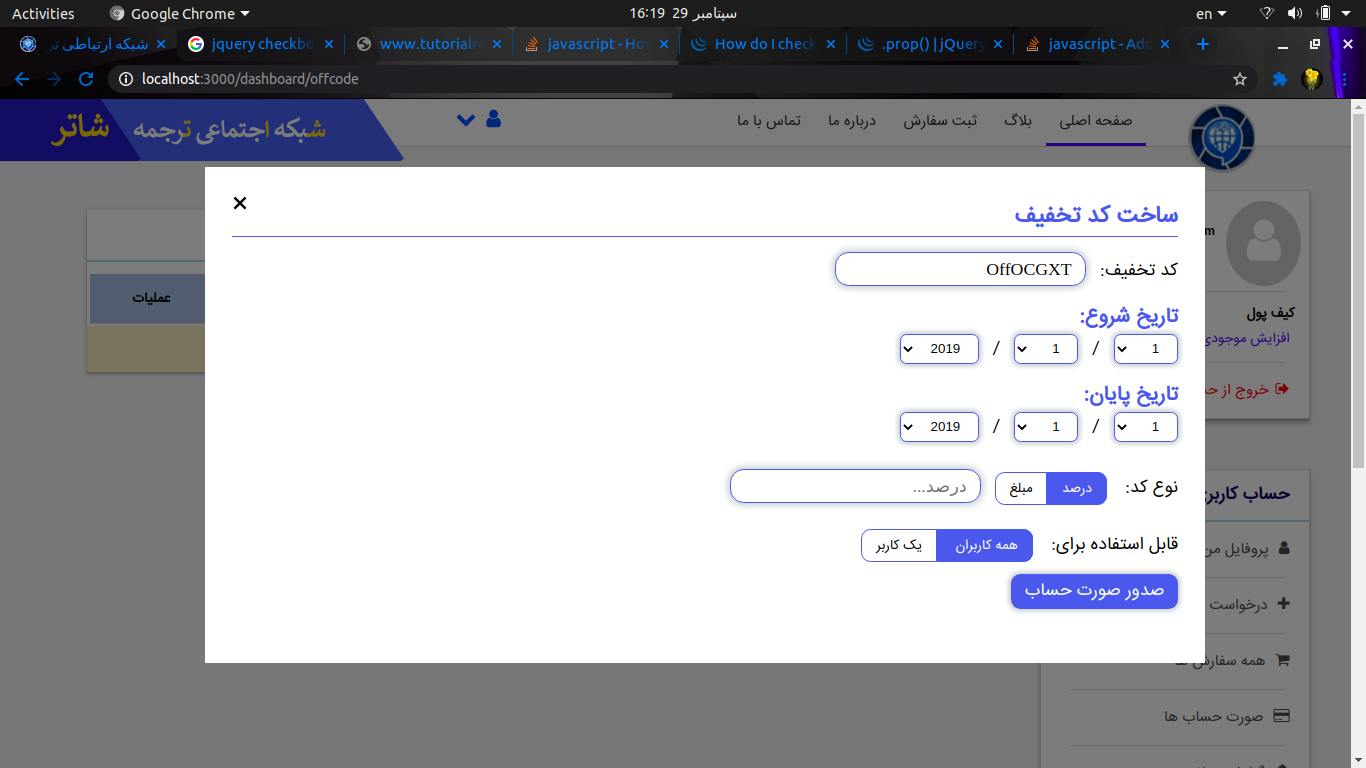 Activities
Google Chrome
سپتامبر 29 16:19
en
شبکه ارتباطی تر
jquery checkbo
www.tutorialre
javascript - Ho
How do I check
.prop() | jQuery
javascript - Add
localhost:3000/dashboard/offcode
صفحه اصلی
بلاگ
ثبت سفارش
درباره ما
تماس با ما
شبکه اجتماعی ترجمه
شاتر
ساخت کد تخفیف
×
کد تخفیف:
OffOCGXT
تاریخ شروع:
1 / 1 / 2019
تاریخ پایان:
1 / 1 / 2019
نوع کد:
درصد
مبلغ
درصد...
قابل استفاده برای:
همه کاربران
یک کاربر
صدور صورت حساب
m
کیف پول
افزایش موجودی
خروج از ح
حساب کاربری
پروفایل من
درخواست
همه سفارش ها
صورت حساب ها
عملیات